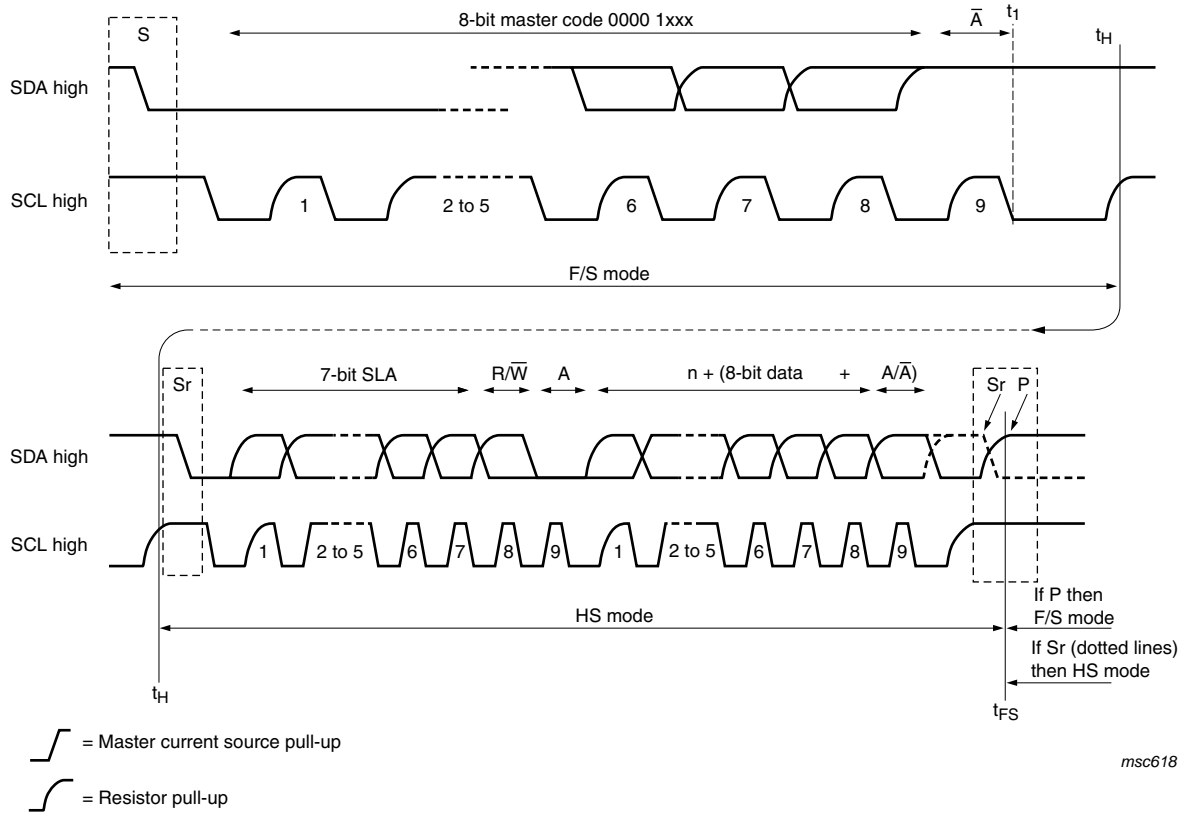 S
8-bit master code 0000 1xxx
A̅
t1
tH
SDA high
SCL high
1
2 to 5
6
7
8
9
F/S mode
Sr
7-bit SLA
R/W̅
A
n + (8-bit data + A/A̅)
Sr P
SDA high
SCL high
1
2 to 5
6
7
8
9
1
2 to 5
6
7
8
9
HS mode
If P then
F/S mode
If Sr (dotted lines)
then HS mode
tH
tFS
= Master current source pull-up
= Resistor pull-up
msc618